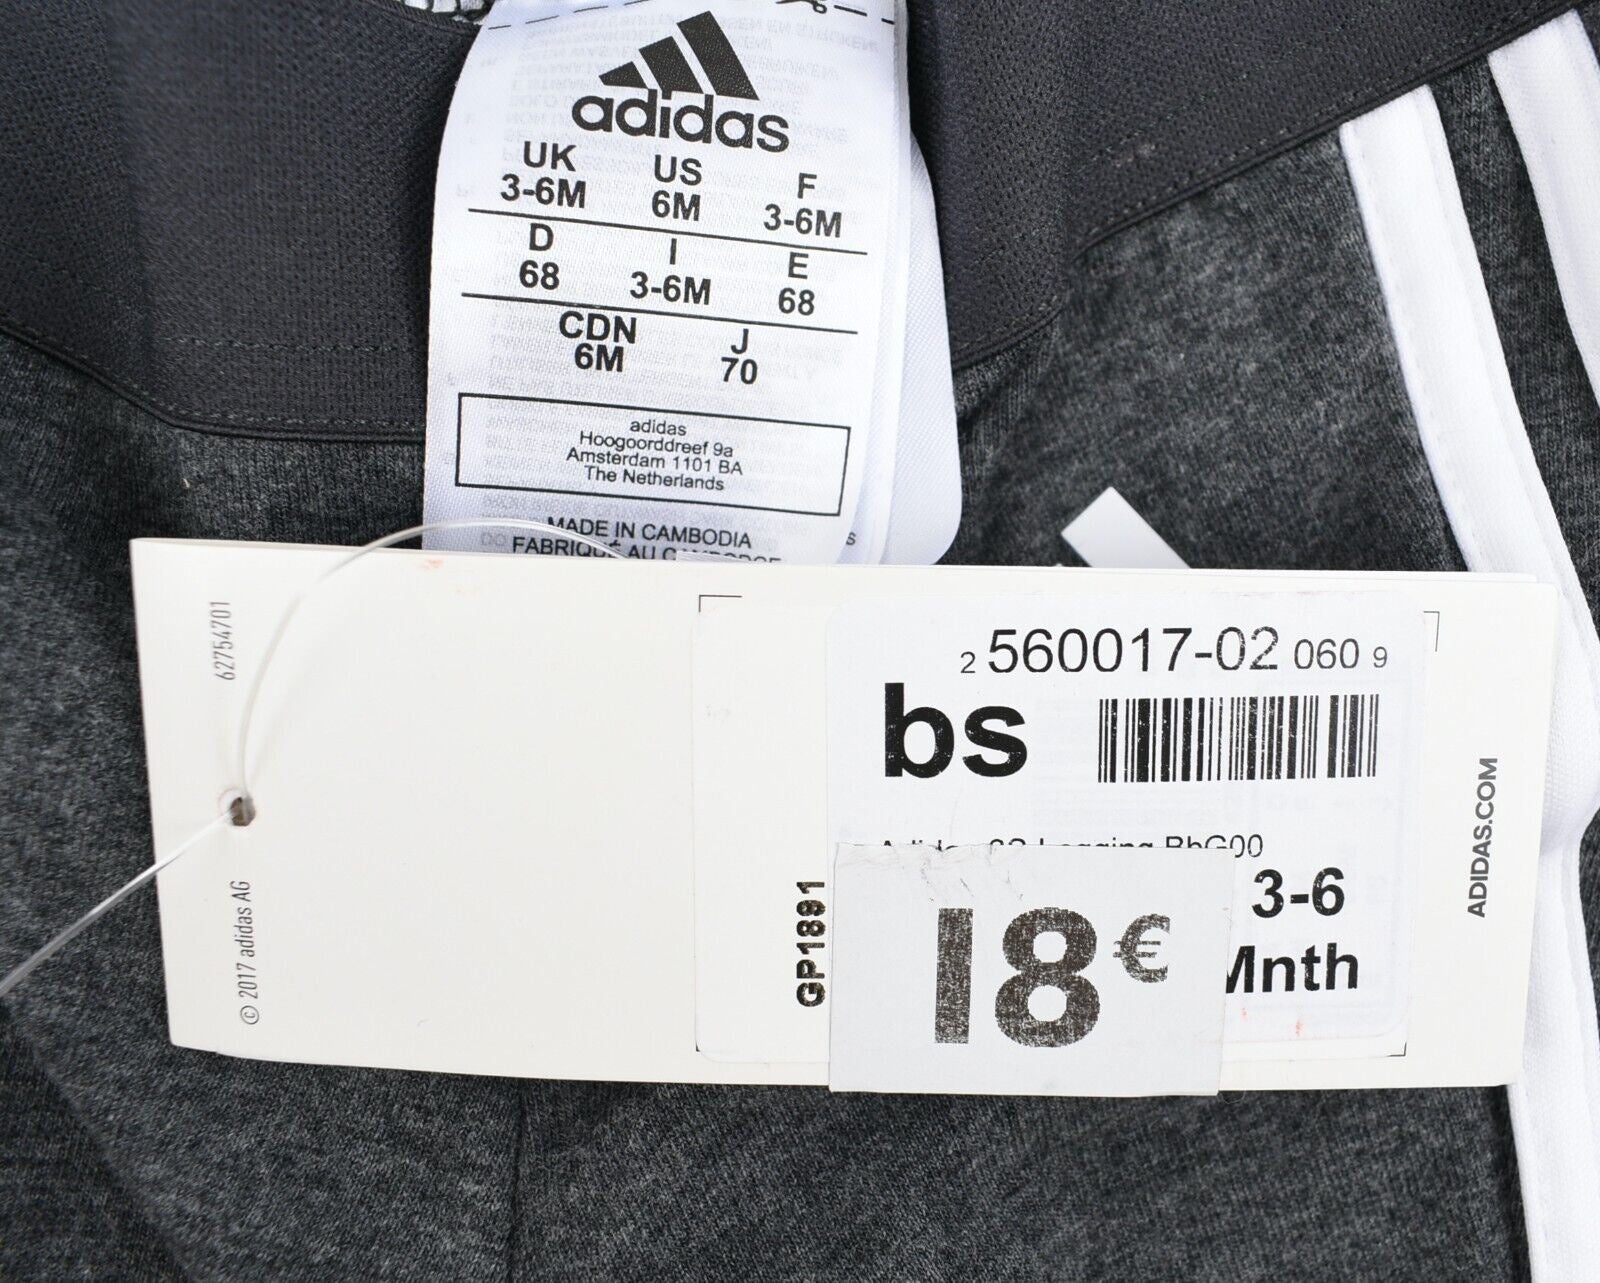 adidas
UK US F
3-6M 6M 3-6M
D I E
68 3-6M 68
CDN J
6M 70
adidas
Hoogoorddreef 9a
Amsterdam 1101 BA
The Netherlands
MADE IN CAMBODIA
FABRIQUÉ AU
62754701
© 2017 adidas AG
2 560017-02 060 9
bs
GP1891
3-6
Mnth
18€
ADIDAS.COM